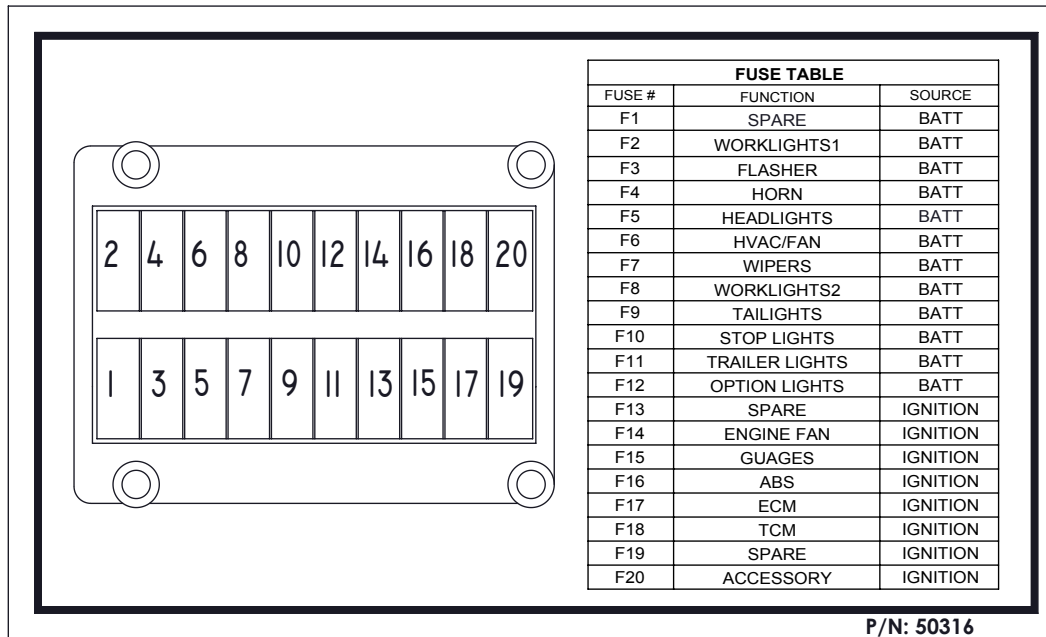 2 4 6 8 10 12 14 16 18 20
1 3 5 7 9 11 13 15 17 19
FUSE TABLE
FUSE # FUNCTION SOURCE
F1 SPARE BATT
F2 WORKLIGHTS1 BATT
F3 FLASHER BATT
F4 HORN BATT
F5 HEADLIGHTS BATT
F6 HVAC/FAN BATT
F7 WIPERS BATT
F8 WORKLIGHTS2 BATT
F9 TAILIGHTS BATT
F10 STOP LIGHTS BATT
F11 TRAILER LIGHTS BATT
F12 OPTION LIGHTS BATT
F13 SPARE IGNITION
F14 ENGINE FAN IGNITION
F15 GUAGES IGNITION
F16 ABS IGNITION
F17 ECM IGNITION
F18 TCM IGNITION
F19 SPARE IGNITION
F20 ACCESSORY IGNITION
P/N: 50316